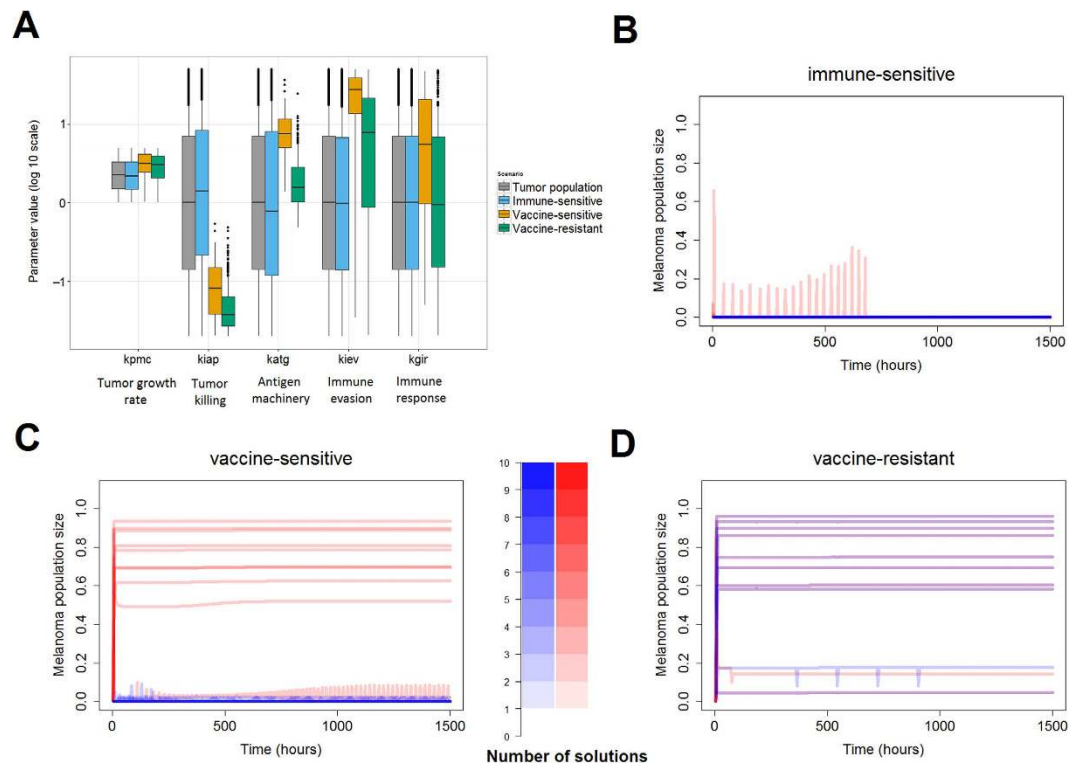 A
Parameter value (log 10 scale)
1
0
−1
kpmc kiap katg kiev kgir
Tumor growth rate
Tumor killing
Antigen machinery
Immune evasion
Immune response
Scenario
Tumor population
Immune-sensitive
Vaccine-sensitive
Vaccine-resistant
B
immune-sensitive
Melanoma population size
1.0
0.8
0.6
0.4
0.2
0.0
0 500 1000 1500
Time (hours)
C
vaccine-sensitive
Melanoma population size
1.0
0.8
0.6
0.4
0.2
0.0
0 500 1000 1500
Time (hours)
10
9
8
7
6
5
4
3
2
1
0
Number of solutions
D
vaccine-resistant
Melanoma population size
1.0
0.8
0.6
0.4
0.2
0.0
0 500 1000 1500
Time (hours)